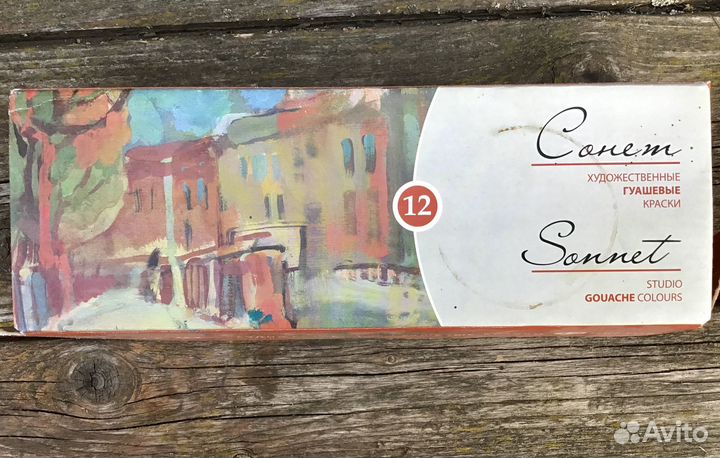 12
Сонет
ХУДОЖЕСТВЕННЫЕ
ГУАШЕВЫЕ
КРАСКИ
Sonnet
STUDIO
GOUACHE COLOURS
Avito